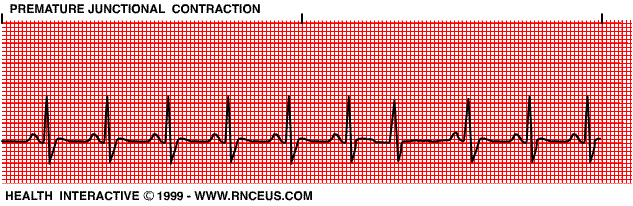 PREMATURE JUNCTIONAL CONTRACTION
HEALTH INTERACTIVE © 1999 - WWW.RNCEUS.COM